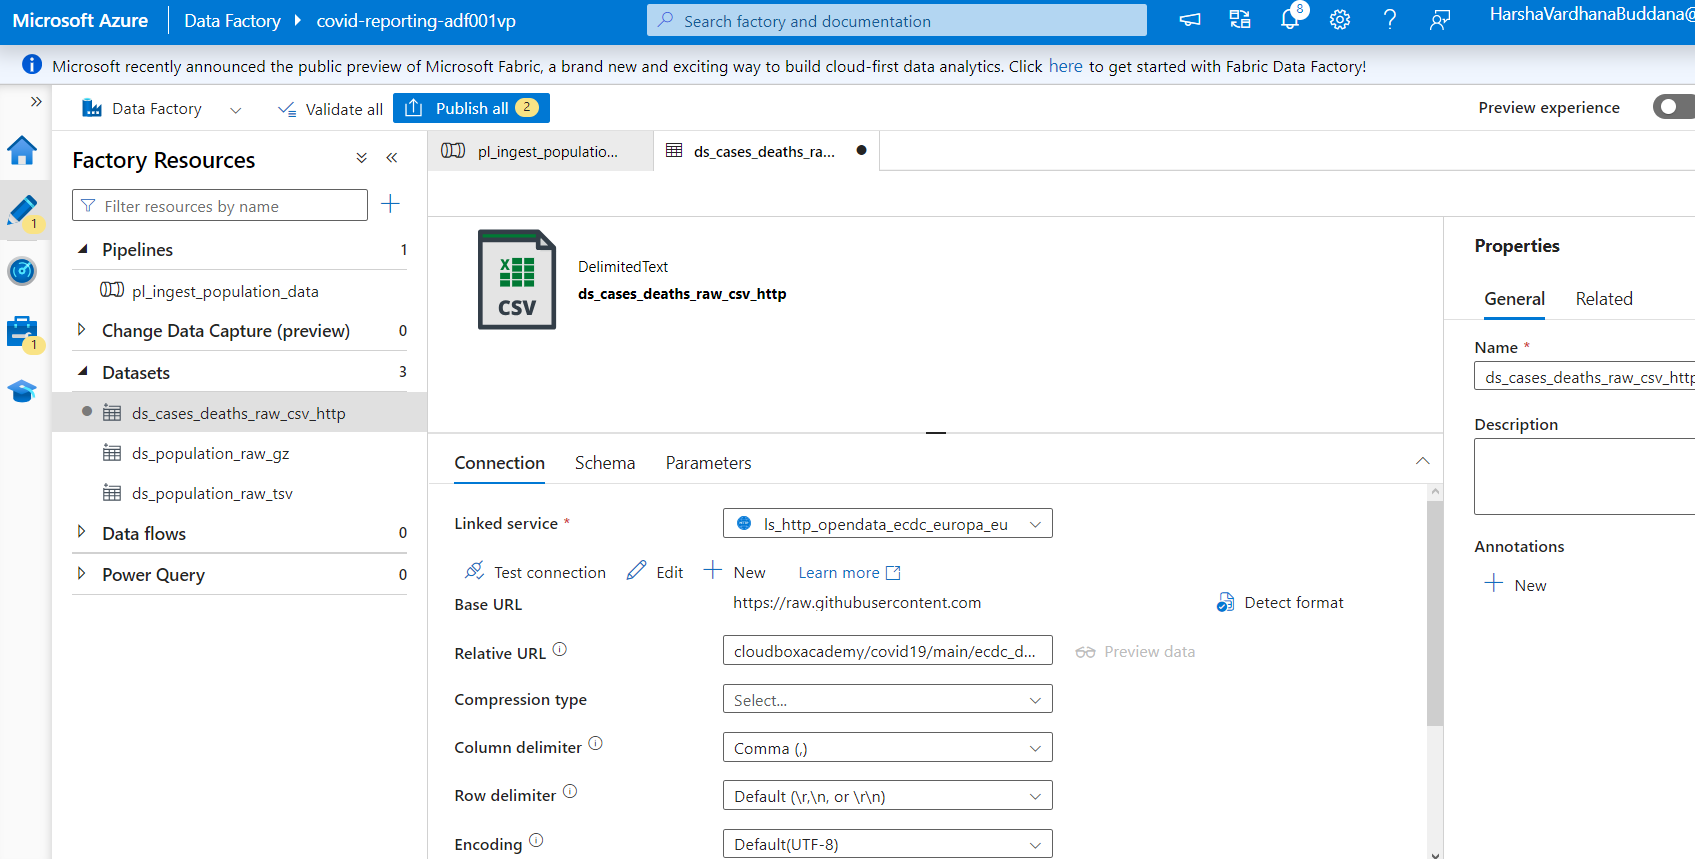 Microsoft Azure
Data Factory
covid-reporting-adf001vp
Search factory and documentation
8
HarshaVardhanaBuddana@
Microsoft recently announced the public preview of Microsoft Fabric, a brand new and exciting way to build cloud-first data analytics. Click here to get started with Fabric Data Factory!
Data Factory
Validate all
Publish all 2
Preview experience
Factory Resources
Filter resources by name
1
1
Pipelines 1
pl_ingest_population_data
Change Data Capture (preview) 0
Datasets 3
ds_cases_deaths_raw_csv_http
ds_population_raw_gz
ds_population_raw_tsv
Data flows 0
Power Query 0
pl_ingest_populatio...
ds_cases_deaths_ra...
X
CSV
DelimitedText
ds_cases_deaths_raw_csv_http
Connection
Schema
Parameters
Linked service *
ls_http_opendata_ecdc_europa_eu
Test connection
Edit
New
Learn more
Base URL
https://raw.githubusercontent.com
Detect format
Relative URL
cloudboxacademy/covid19/main/ecdc_d...
Preview data
Compression type
Select...
Column delimiter
Comma (,)
Row delimiter
Default (\r,\n, or \r\n)
Encoding
Default(UTF-8)
Properties
General
Related
Name *
ds_cases_deaths_raw_csv_http
Description
Annotations
New